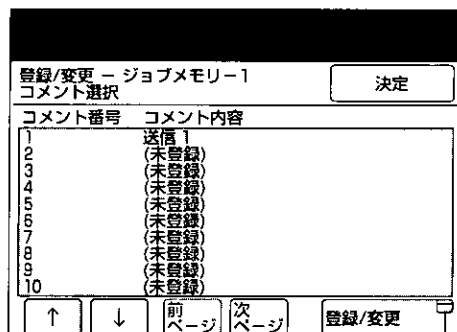 登録/変更 − ジョブメモリー1
コメント選択
決定
コメント番号 コメント内容
1 送信 1
2 (未登録)
3 (未登録)
4 (未登録)
5 (未登録)
6 (未登録)
7 (未登録)
8 (未登録)
9 (未登録)
10 (未登録)
↑ ↓ 前ページ 次ページ 登録/変更